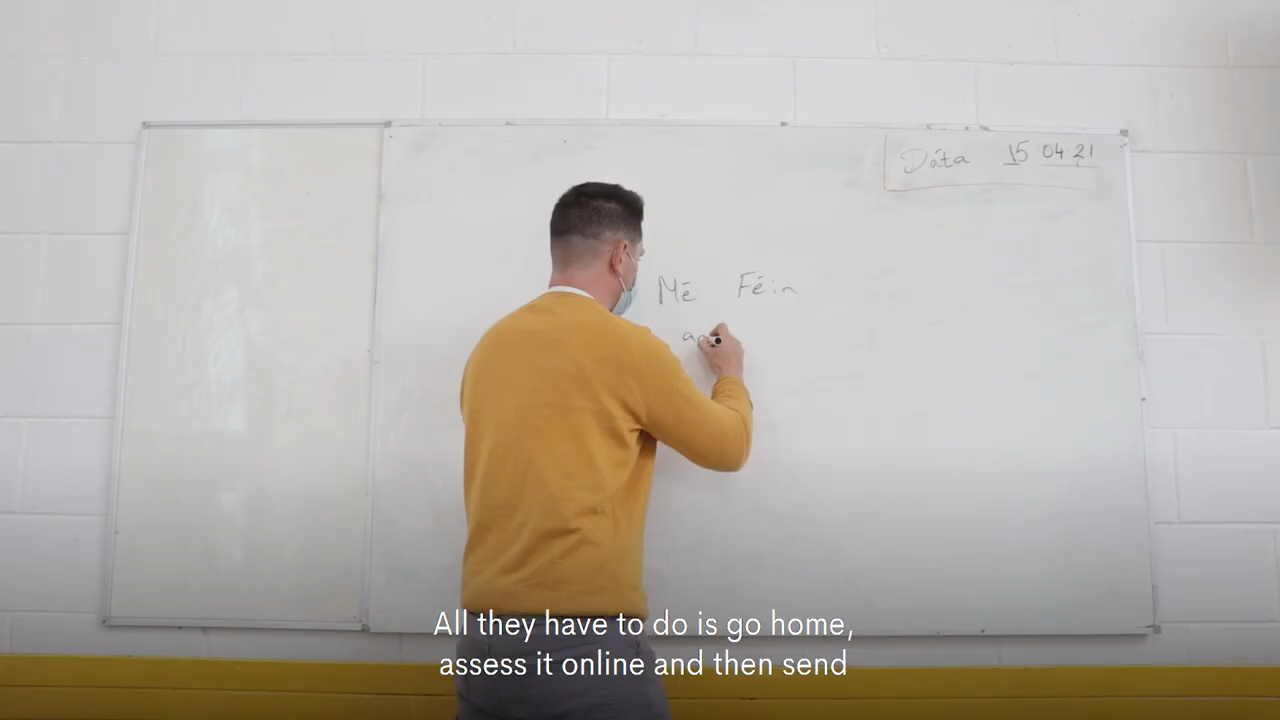 Dáta 15.04.21
Mé Féin
All they have to do is go home,
assess it online and then send